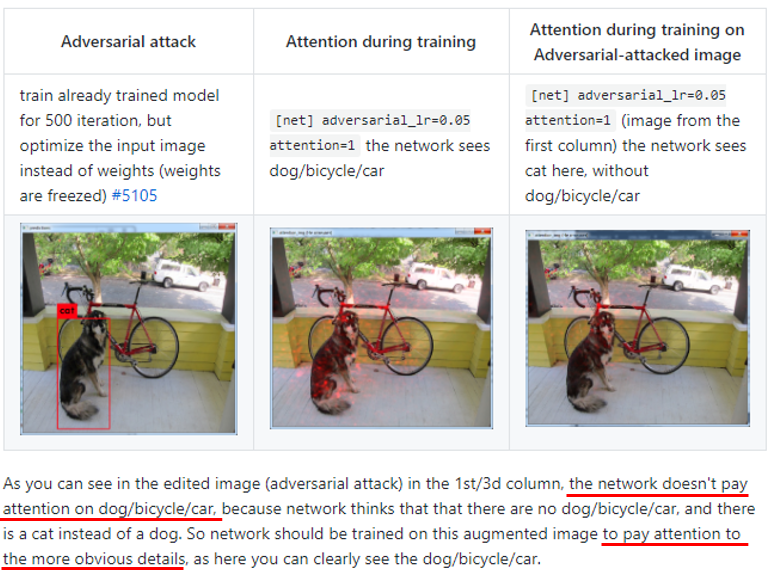 Adversarial attack
Attention during training
Attention during training on
Adversarial-attacked image
train already trained model
for 500 iteration, but
optimize the input image
instead of weights (weights
are freezed) #5105
[net] adversarial_lr=0.05
attention=1 the network sees
dog/bicycle/car
[net] adversarial_lr=0.05
attention=1 (image from the
first column) the network sees
cat here, without
dog/bicycle/car
cat
As you can see in the edited image (adversarial attack) in the 1st/3d column, the network doesn't pay
attention on dog/bicycle/car, because network thinks that that there are no dog/bicycle/car, and there
is a cat instead of a dog. So network should be trained on this augmented image to pay attention to
the more obvious details, as here you can clearly see the dog/bicycle/car.